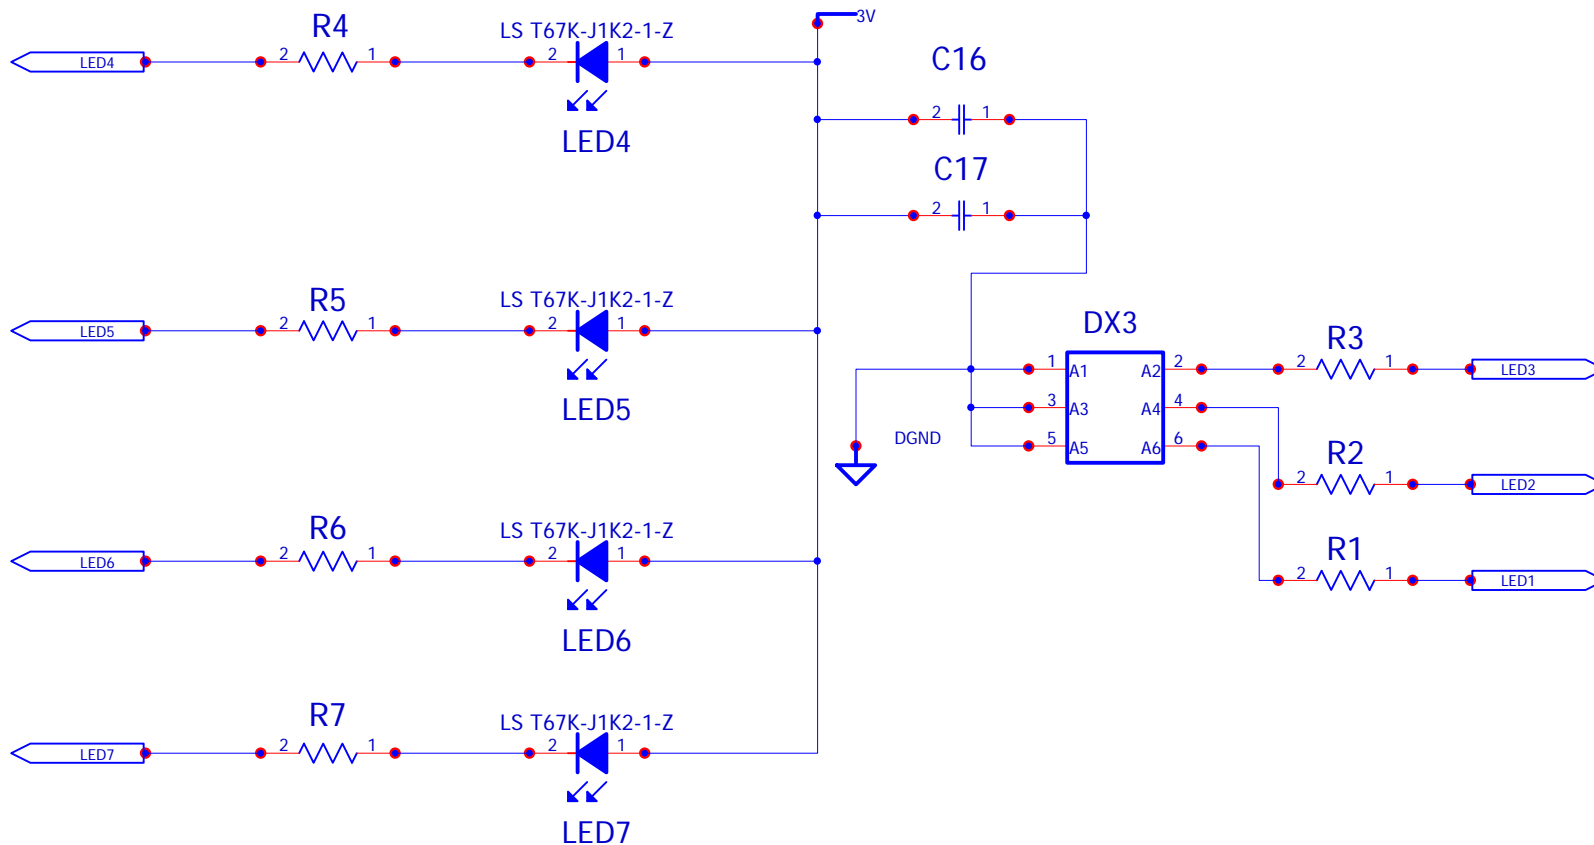 3V
R4
LS T67K-J1K2-1-Z
LED4 2 1 2 1
LED4
C16
2 1
C17
2 1
R5
LS T67K-J1K2-1-Z
LED5 2 1 2 1
LED5
DX3
R3
1 A1 A2 2 2 1 LED3
3 A3 A4 4
DGND
5 A5 A6 6
R2
2 1 LED2
R6
LS T67K-J1K2-1-Z
LED6 2 1 2 1
LED6
R1
2 1 LED1
R7
LS T67K-J1K2-1-Z
LED7 2 1 2 1
LED7